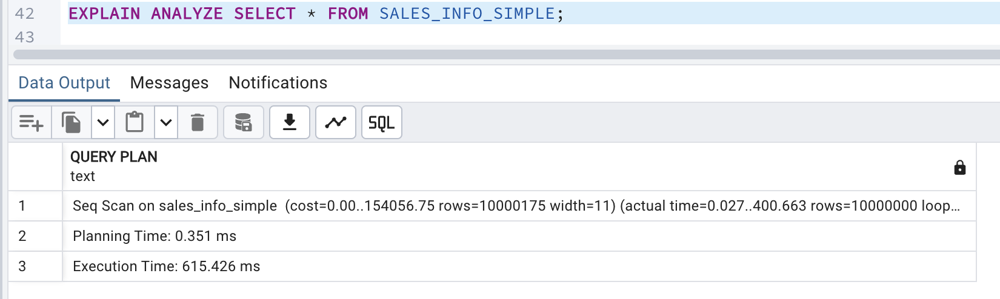 42 EXPLAIN ANALYZE SELECT * FROM SALES_INFO_SIMPLE;
43
Data Output Messages Notifications
SQL
QUERY PLAN
text
1 Seq Scan on sales_info_simple (cost=0.00..154056.75 rows=10000175 width=11) (actual time=0.027..400.663 rows=10000000 loop...
2 Planning Time: 0.351 ms
3 Execution Time: 615.426 ms